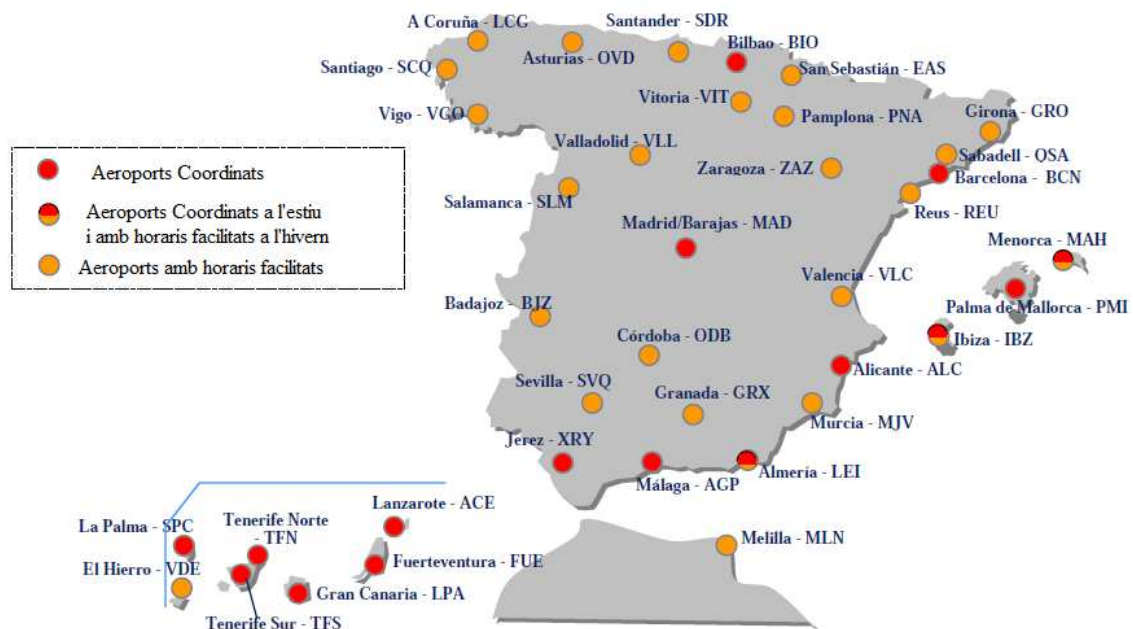 A Coruña - LCG
Santander - SDR
Bilbao - BIO
Asturias - OVD
Santiago - SCQ
San Sebastián - EAS
Vitoria -VIT
Vigo - VGO
Pamplona - PNA
Girona - GRO
Valladolid - VLL
Zaragoza - ZAZ
Sabadell - QSA
Barcelona - BCN
Salamanca - SLM
Reus - REU
Madrid/Barajas - MAD
Menorca - MAH
Aeroports Coordinats
Aeroports Coordinats a l'estiu
i amb horaris facilitats a l'hivern
Aeroports amb horaris facilitats
Valencia - VLC
Badajoz - BJZ
Palma de Mallorca - PMI
Córdoba - ODB
Ibiza - IBZ
Alicante - ALC
Sevilla - SVQ
Granada - GRX
Murcia - MJV
Jerez - XRY
Málaga - AGP
Almería - LEI
Lanzarote - ACE
La Palma - SPC
Tenerife Norte
- TFN
Melilla - MLN
El Hierro - VDE
Fuerteventura - FUE
Gran Canaria - LPA
Tenerife Sur - TFS